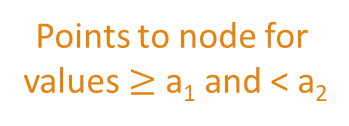 Points to node for
values ≥ a₁ and < a₂